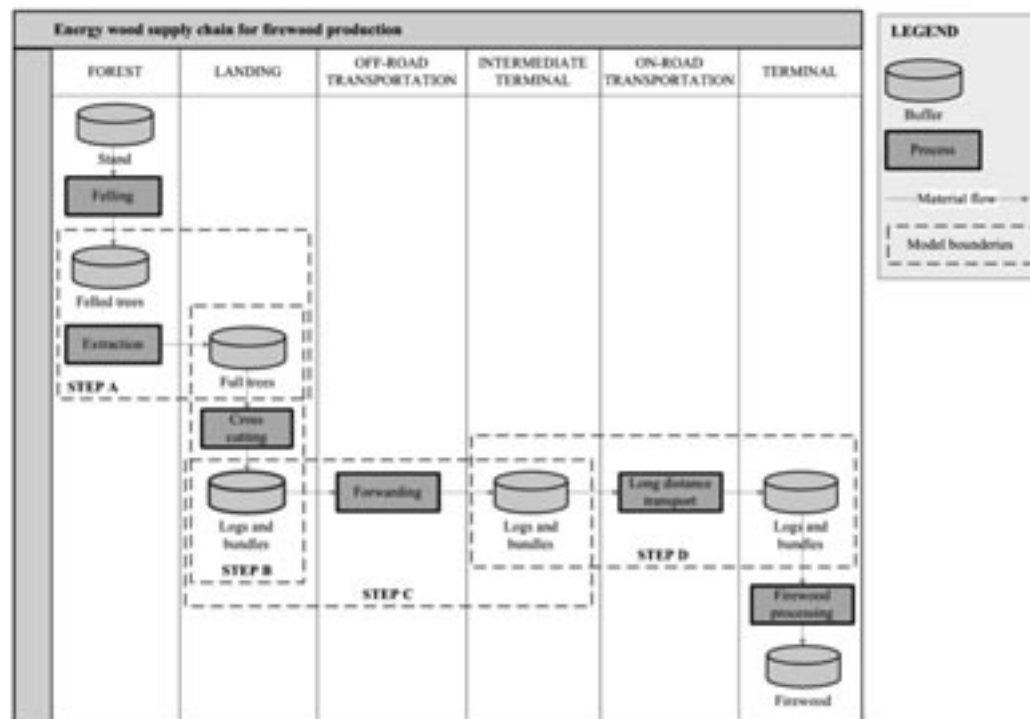 Energy wood supply chain for firewood production
FOREST
LANDING
OFF-ROAD
TRANSPORTATION
INTERMEDIATE
TERMINAL
ON-ROAD
TRANSPORTATION
TERMINAL
Stand
Felling
Felled trees
Extraction
STEP A
Full trees
Cross
cutting
Logs and
bundles
STEP B
Forwarding
STEP C
Logs and
bundles
Long distance
transport
STEP D
Logs and
bundles
Firewood
processing
Firewood
LEGEND
Buffer
Process
Material flow
Model bounderies